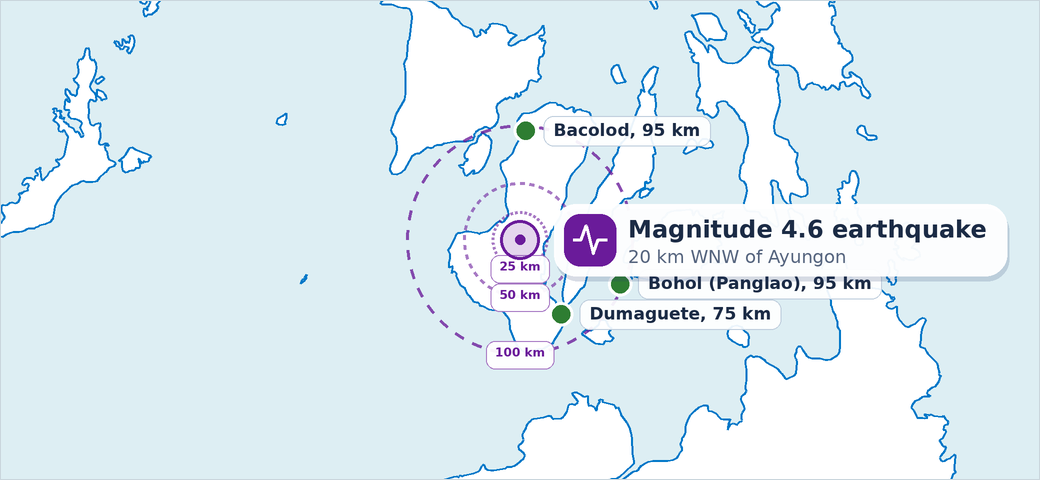 Bacolod, 95 km
Magnitude 4.6 earthquake
20 km WNW of Ayungon
25 km
Bohol (Panglao), 95 km
50 km
Dumaguete, 75 km
100 km